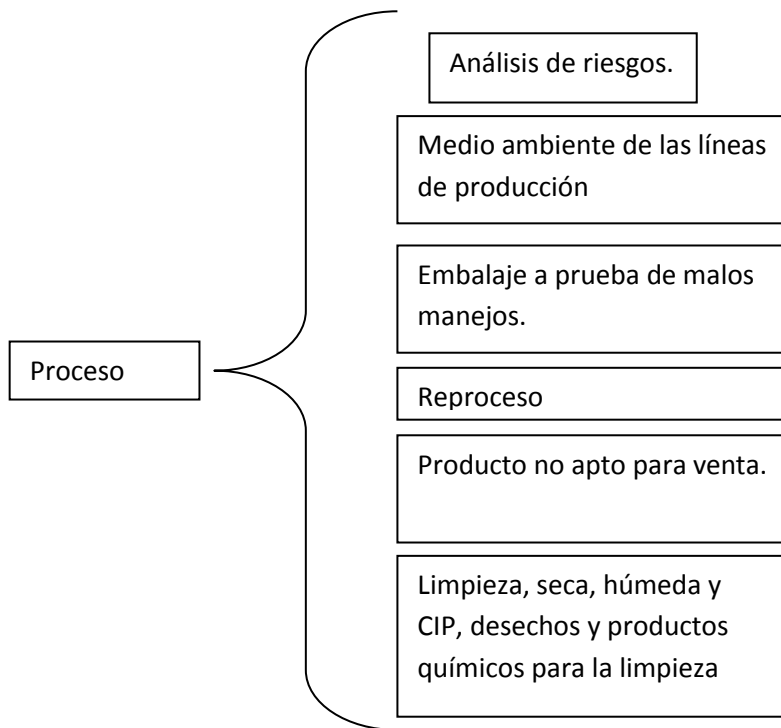 Análisis de riesgos.
Medio ambiente de las líneas
de producción
Embalaje a prueba de malos
manejos.
Proceso
Reproceso
Producto no apto para venta.
Limpieza, seca, húmeda y
CIP, desechos y productos
químicos para la limpieza